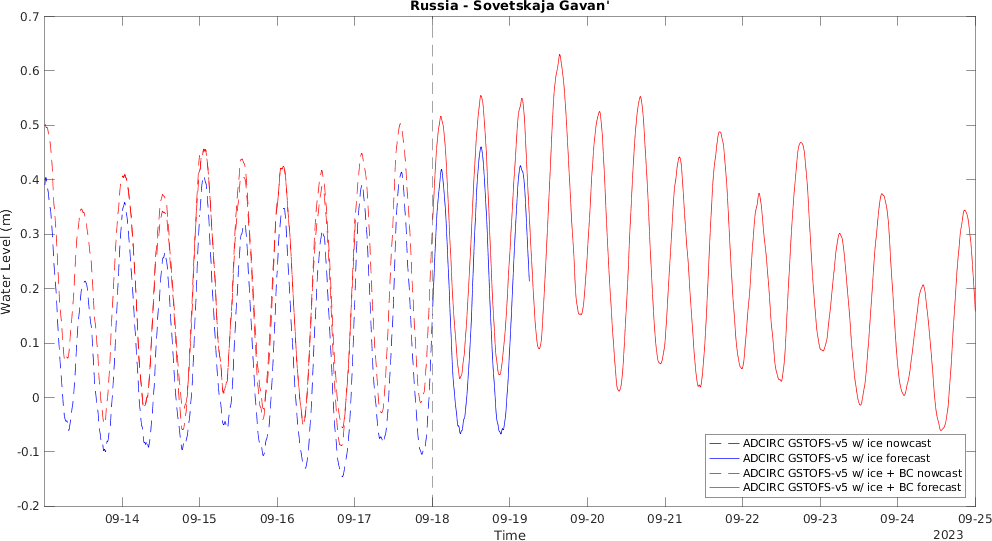 Russia - Sovetskaja Gavan'
0.7
0.6
0.5
0.4
0.3
0.2
0.1
0
-0.1
-0.2
Water Level (m)
ADCIRC GSTOFS-v5 w/ ice nowcast
ADCIRC GSTOFS-v5 w/ ice forecast
ADCIRC GSTOFS-v5 w/ ice + BC nowcast
ADCIRC GSTOFS-v5 w/ ice + BC forecast
09-14 09-15 09-16 09-17 09-18 09-19 09-20 09-21 09-22 09-23 09-24 09-25
Time
2023